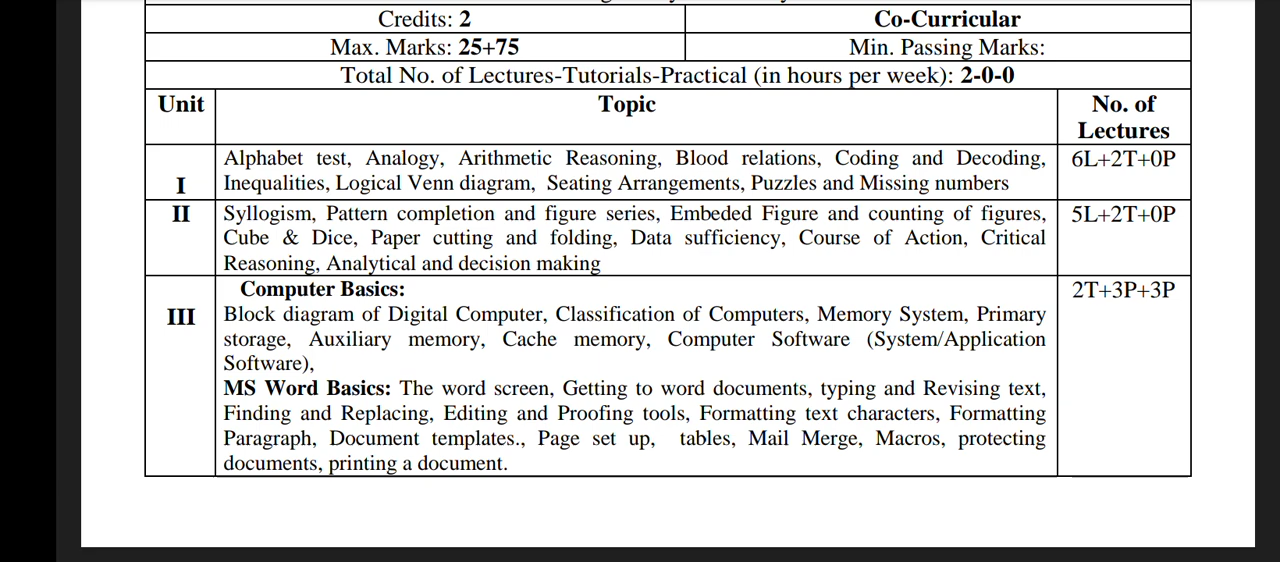 Credits: 2
Co-Curricular
Max. Marks: 25+75
Min. Passing Marks:
Total No. of Lectures-Tutorials-Practical (in hours per week): 2-0-0
Unit
Topic
No. of
Lectures
I
Alphabet test, Analogy, Arithmetic Reasoning, Blood relations, Coding and Decoding,
Inequalities, Logical Venn diagram, Seating Arrangements, Puzzles and Missing numbers
6L+2T+0P
II
Syllogism, Pattern completion and figure series, Embeded Figure and counting of figures,
Cube & Dice, Paper cutting and folding, Data sufficiency, Course of Action, Critical
Reasoning, Analytical and decision making
5L+2T+0P
III
Computer Basics:
Block diagram of Digital Computer, Classification of Computers, Memory System, Primary
storage, Auxiliary memory, Cache memory, Computer Software (System/Application
Software),
MS Word Basics: The word screen, Getting to word documents, typing and Revising text,
Finding and Replacing, Editing and Proofing tools, Formatting text characters, Formatting
Paragraph, Document templates., Page set up, tables, Mail Merge, Macros, protecting
documents, printing a document.
2T+3P+3P